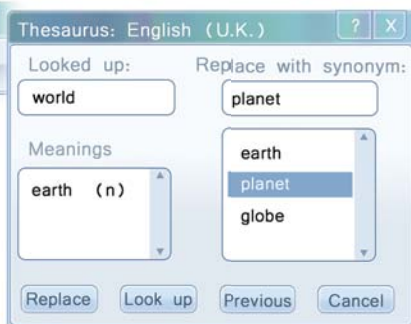 Thesaurus: English (U.K.) ? X
Looked up: Replace with synonym:
world planet
Meanings
earth (n)
earth
planet
globe
Replace Look up Previous Cancel